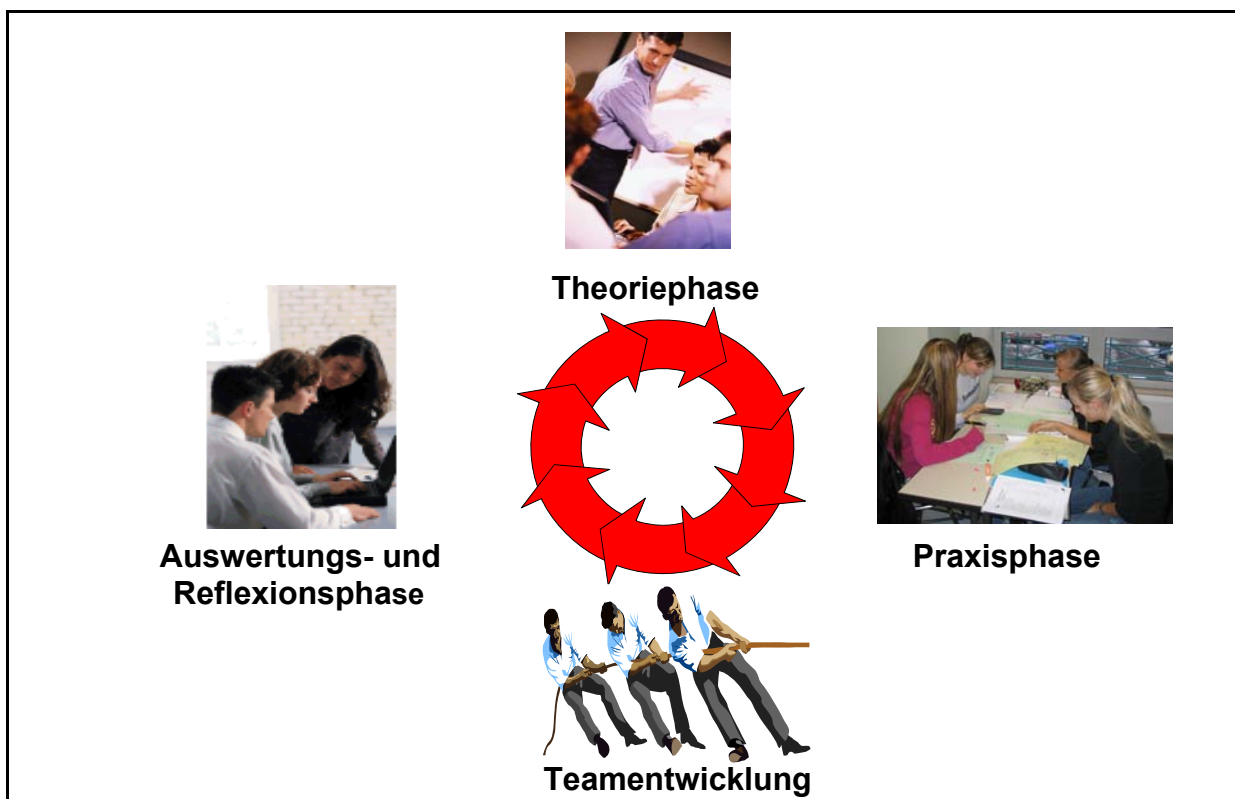 Theoriephase
Auswertungs- und
Reflexionsphase
Praxisphase
Teamentwicklung